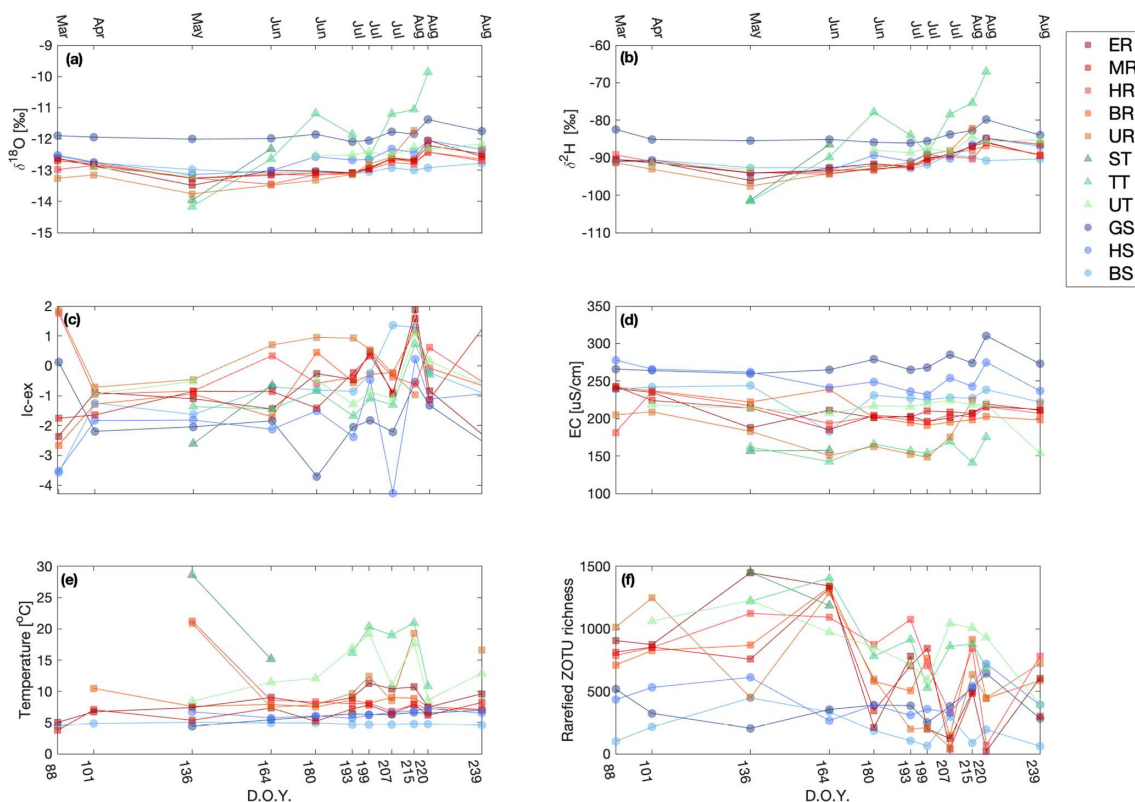 Mar Apr May Jun Jun Jul Jul Jul Aug Aug Aug
Mar Apr May Jun Jun Jul Jul Jul Aug Aug Aug
(a)
-9
-10
-11
-12
-13
-14
-15
δ18O [‰]
(b)
-60
-70
-80
-90
-100
-110
δ2H [‰]
ER
MR
HR
BR
UR
ST
TT
UT
GS
HS
BS
(c)
2
1
0
-1
-2
-3
-4
lc-ex
(d)
350
300
250
200
150
100
EC [uS/cm]
(e)
30
25
20
15
10
5
0
Temperature [°C]
88 101 136 164 180 193 199 207 215 220 239
D.O.Y.
(f)
1500
1000
500
0
Rarefied ZOTU richness
88 101 136 164 180 193 199 207 215 220 239
D.O.Y.